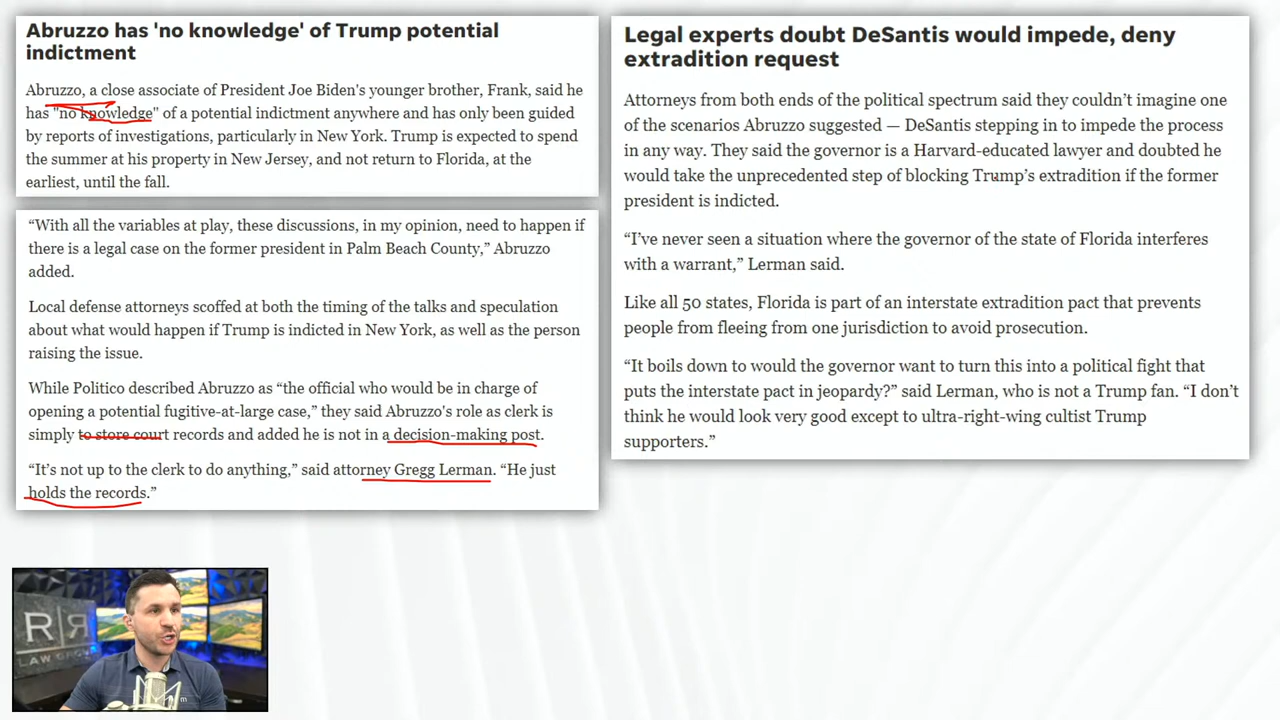 Abruzzo has 'no knowledge' of Trump potential
indictment
Abruzzo, a close associate of President Joe Biden's younger brother, Frank, said he
has "no knowledge" of a potential indictment anywhere and has only been guided
by reports of investigations, particularly in New York. Trump is expected to spend
the summer at his property in New Jersey, and not return to Florida, at the
earliest, until the fall.
“With all the variables at play, these discussions, in my opinion, need to happen if
there is a legal case on the former president in Palm Beach County,” Abruzzo
added.
Local defense attorneys scoffed at both the timing of the talks and speculation
about what would happen if Trump is indicted in New York, as well as the person
raising the issue.
While Politico described Abruzzo as “the official who would be in charge of
opening a potential fugitive-at-large case,” they said Abruzzo's role as clerk is
simply to store court records and added he is not in a decision-making post.
“It’s not up to the clerk to do anything,” said attorney Gregg Lerman. “He just
holds the records.”
Legal experts doubt DeSantis would impede, deny
extradition request
Attorneys from both ends of the political spectrum said they couldn’t imagine one
of the scenarios Abruzzo suggested — DeSantis stepping in to impede the process
in any way. They said the governor is a Harvard-educated lawyer and doubted he
would take the unprecedented step of blocking Trump’s extradition if the former
president is indicted.
“I’ve never seen a situation where the governor of the state of Florida interferes
with a warrant,” Lerman said.
Like all 50 states, Florida is part of an interstate extradition pact that prevents
people from fleeing from one jurisdiction to avoid prosecution.
“It boils down to would the governor want to turn this into a political fight that
puts the interstate pact in jeopardy?” said Lerman, who is not a Trump fan. “I don’t
think he would look very good except to ultra-right-wing cultist Trump
supporters.”
R|R
LAW GROUP